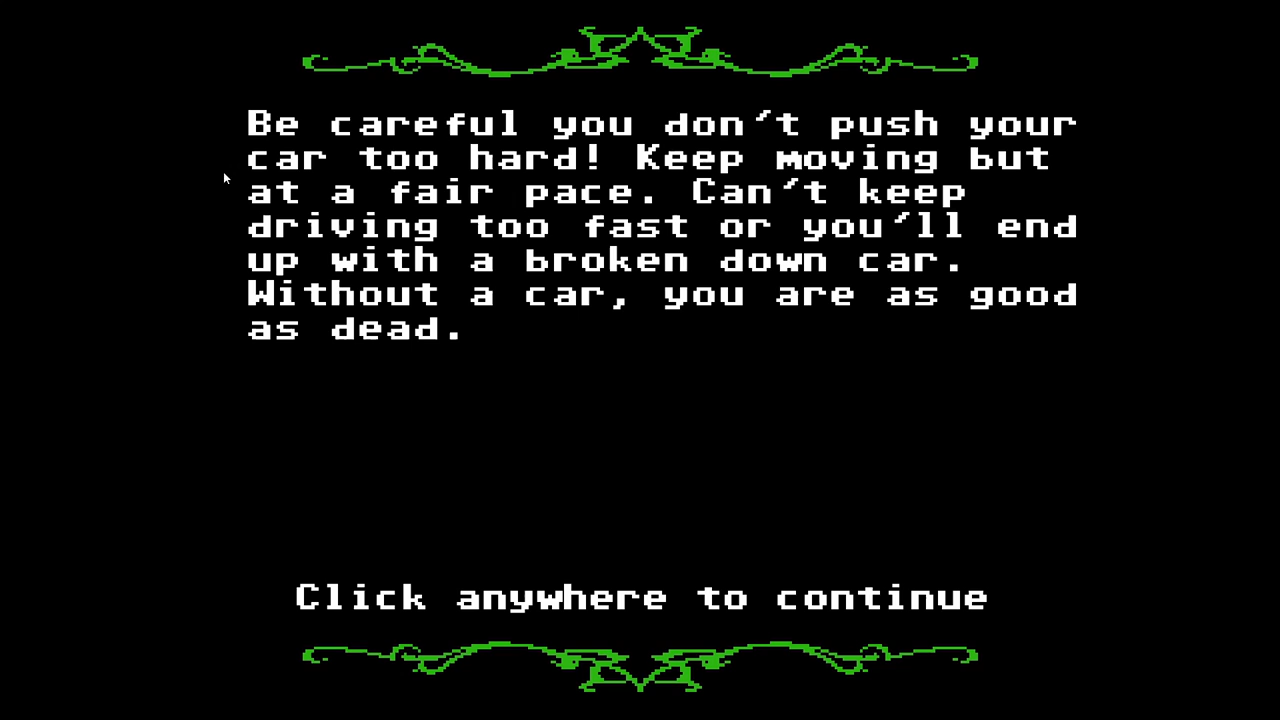 Be careful you don't push your
car too hard! Keep moving but
at a fair pace. Can't keep
driving too fast or you'll end
up with a broken down car.
Without a car, you are as good
as dead.
Click anywhere to continue